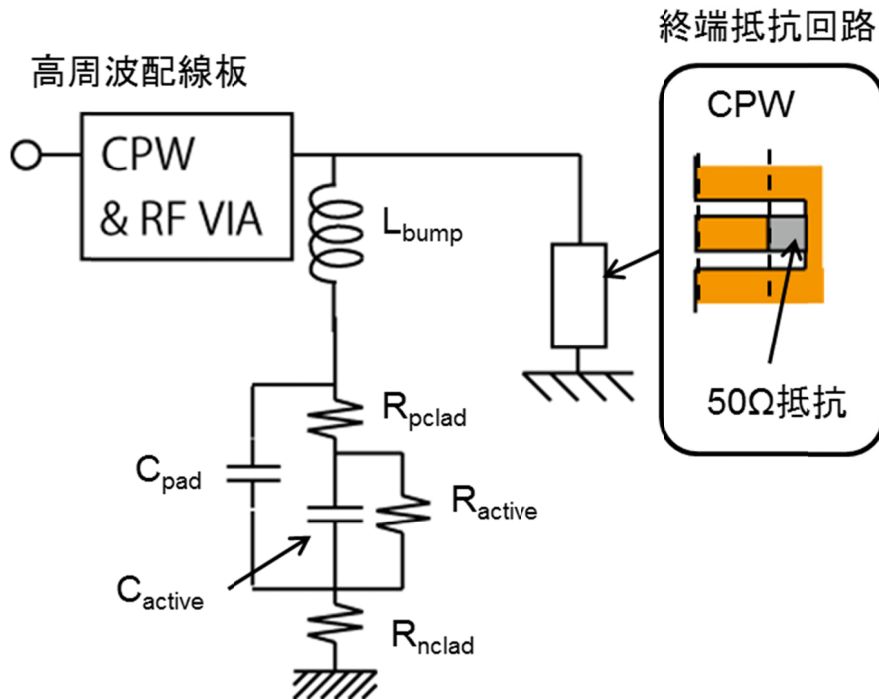 終端抵抗回路
高周波配線板
CPW
& RF VIA
CPW
50Ω抵抗
Lbump
Rpclad
Cpad
Ractive
Cactive
Rnclad